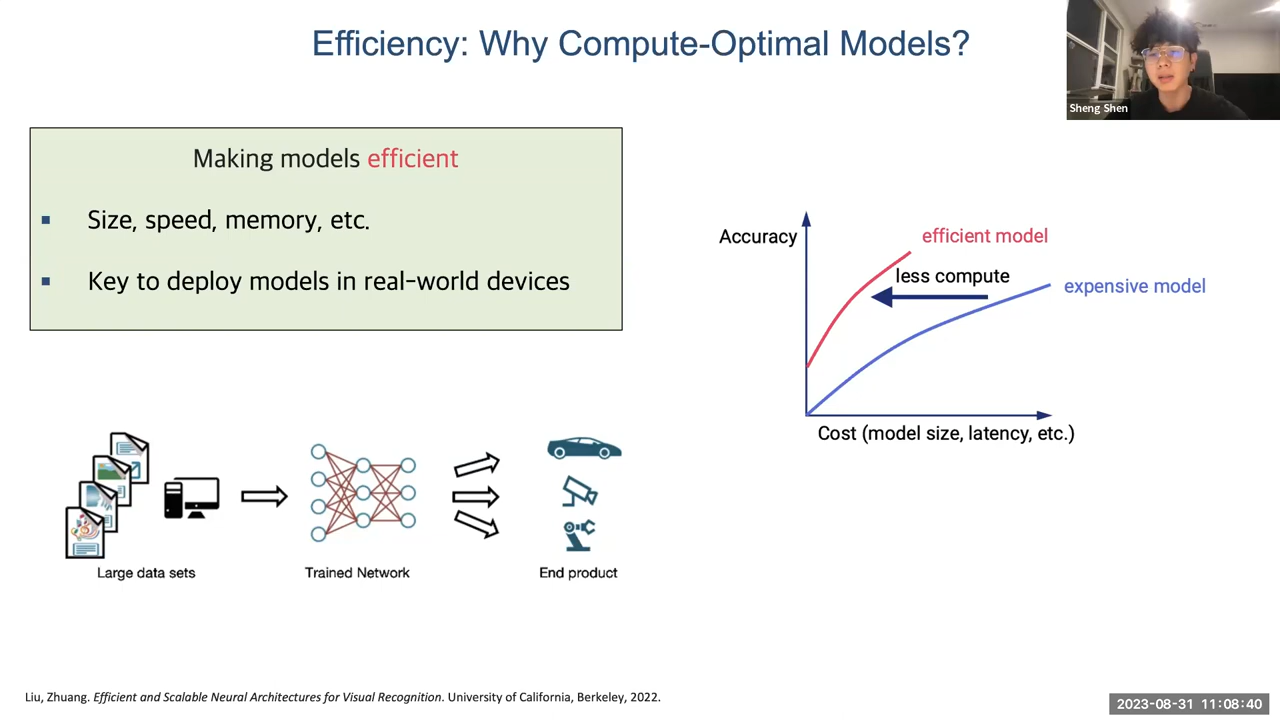 Efficiency: Why Compute-Optimal Models?
Sheng Shen
Making models efficient
▪ Size, speed, memory, etc.
▪ Key to deploy models in real-world devices
Accuracy
efficient model
less compute
expensive model
Cost (model size, latency, etc.)
Large data sets
Trained Network
End product
Liu, Zhuang. Efficient and Scalable Neural Architectures for Visual Recognition. University of California, Berkeley, 2022.
2023-08-31 11:08:40